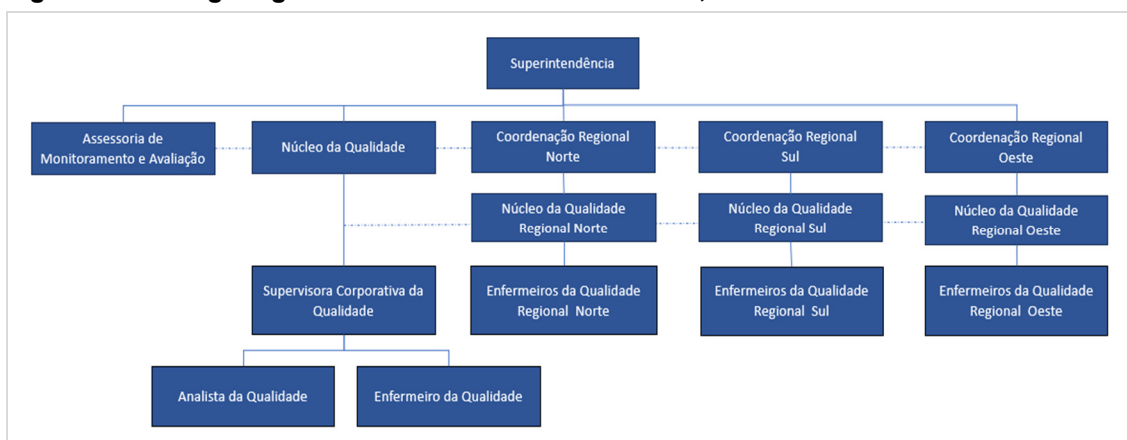 Superintendência
Assessoria de
Monitoramento e Avaliação
Núcleo da Qualidade
Coordenação Regional
Norte
Coordenação Regional
Sul
Coordenação Regional
Oeste
Núcleo da Qualidade
Regional Norte
Núcleo da Qualidade
Regional Sul
Núcleo da Qualidade
Regional Oeste
Supervisora Corporativa da
Qualidade
Enfermeiros da Qualidade
Regional Norte
Enfermeiros da Qualidade
Regional Sul
Enfermeiros da Qualidade
Regional Oeste
Analista da Qualidade
Enfermeiro da Qualidade